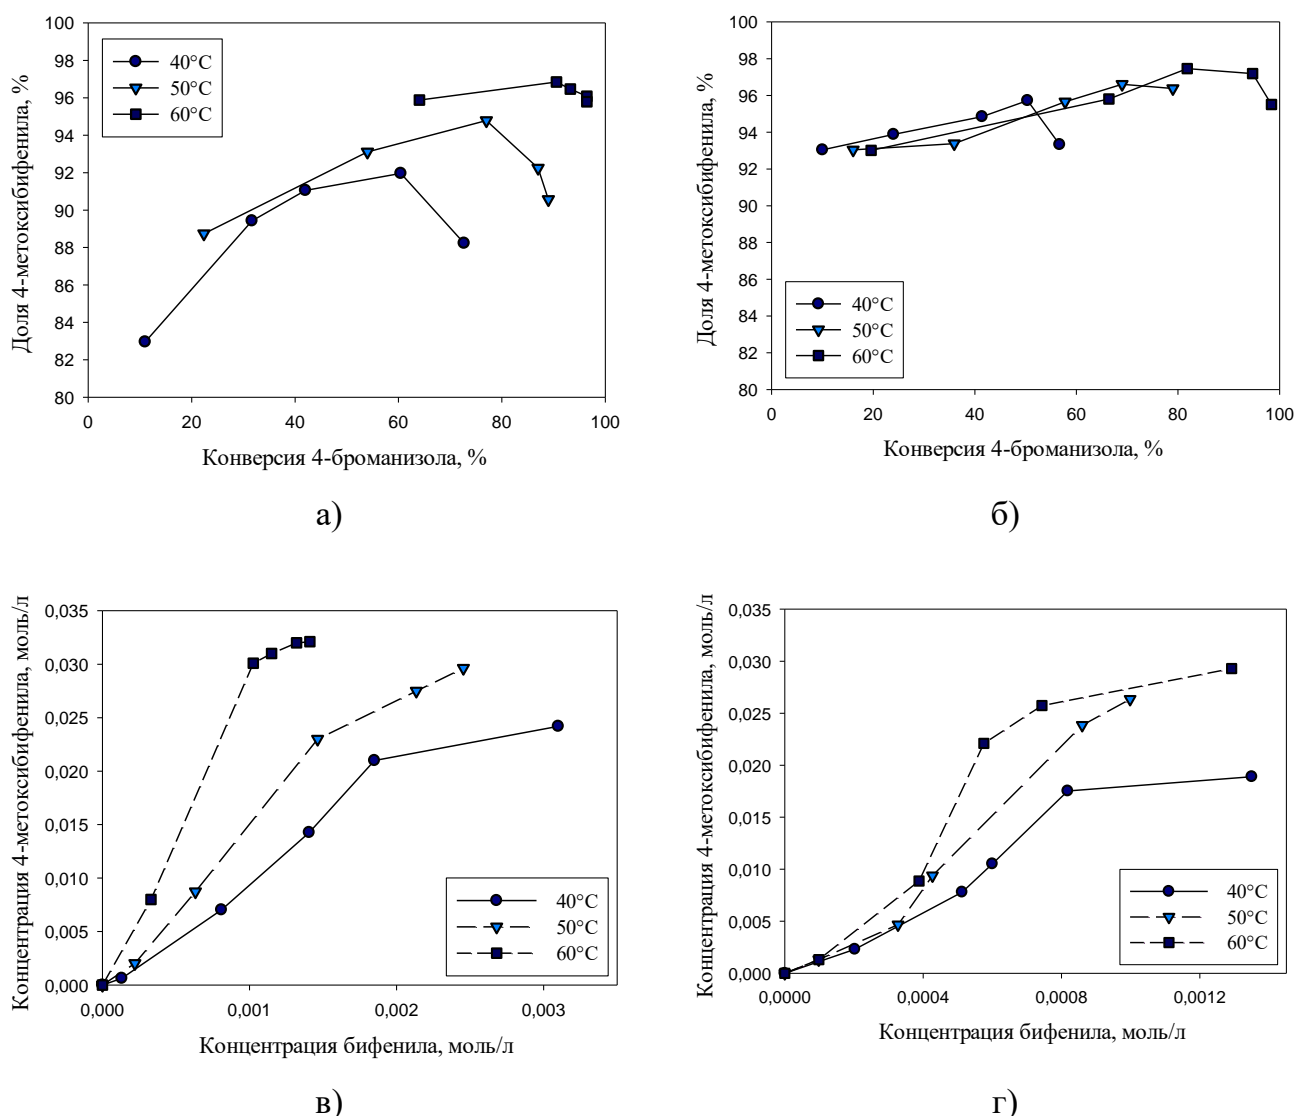 100
98
96
94
92
90
88
86
84
82
80
Доля 4-метоксибифенила, %
40°C
50°C
60°C
0 20 40 60 80 100
Конверсия 4-броманизола, %
а)
100
98
96
94
92
90
88
86
84
82
80
Доля 4-метоксибифенила, %
40°C
50°C
60°C
0 20 40 60 80 100
Конверсия 4-броманизола, %
б)
0,035
0,030
0,025
0,020
0,015
0,010
0,005
0,000
Концентрация 4-метоксибифенила, моль/л
40°C
50°C
60°C
0,000 0,001 0,002 0,003
Концентрация бифенила, моль/л
в)
0,035
0,030
0,025
0,020
0,015
0,010
0,005
0,000
Концентрация 4-метоксибифенила, моль/л
40°C
50°C
60°C
0,0000 0,0004 0,0008 0,0012
Концентрация бифенила, моль/л
г)